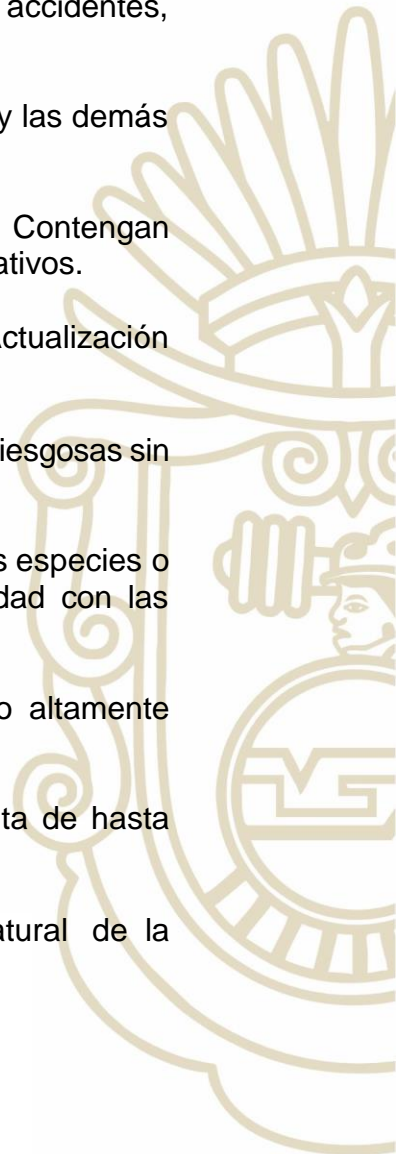 accidentes,
y las demás
Contengan
ativos.
ctualización
iesgosas sin
s especies o
dad con las
o altamente
ta de hasta
atural de la